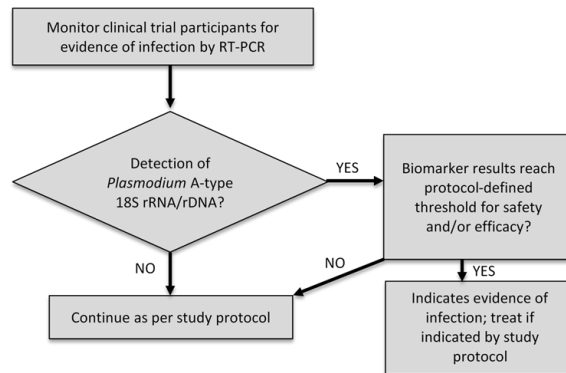 Monitor clinical trial participants for
evidence of infection by RT-PCR
Detection of
Plasmodium A-type
18S rRNA/rDNA?
YES
Biomarker results reach
protocol-defined
threshold for safety
and/or efficacy?
NO
NO
YES
Continue as per study protocol
Indicates evidence of
infection; treat if
indicated by study
protocol